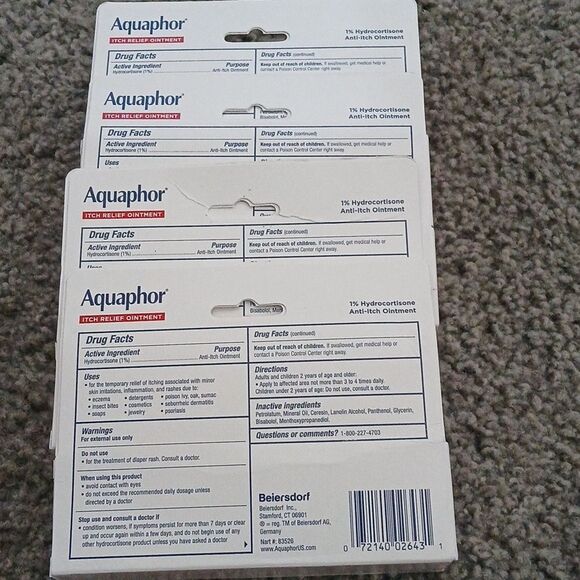 Aquaphor®
ITCH RELIEF OINTMENT
1% Hydrocortisone
Anti-Itch Ointment
Drug Facts
Active Ingredient Purpose
Hydrocortisone (1%) Anti-Itch Ointment
Drug Facts (continued)
Keep out of reach of children. If swallowed, get medical help or
contact a Poison Control Center right away.
Aquaphor®
ITCH RELIEF OINTMENT
Bisabolol, Me
1% Hydrocortisone
Anti-Itch Ointment
Drug Facts
Active Ingredient Purpose
Hydrocortisone (1%) Anti-Itch Ointment
Uses
Drug Facts (continued)
Keep out of reach of children. If swallowed, get medical help or
contact a Poison Control Center right away.
Aquaphor®
ITCH RELIEF OINTMENT
1% Hydrocortisone
Anti-Itch Ointment
Drug Facts
Active Ingredient Purpose
Hydrocortisone (1%) Anti-Itch Ointment
Uses
Drug Facts (continued)
Keep out of reach of children. If swallowed, get medical help or
contact a Poison Control Center right away.
Aquaphor®
ITCH RELIEF OINTMENT
Bisabolol, Men
1% Hydrocortisone
Anti-Itch Ointment
Drug Facts
Active Ingredient Purpose
Hydrocortisone (1%) Anti-Itch Ointment
Uses
• for the temporary relief of itching associated with minor
skin irritations, inflammation, and rashes due to:
• eczema • detergents • poison ivy, oak, sumac
• insect bites • cosmetics • seborrheic dermatitis
• soaps • jewelry • psoriasis
Warnings
For external use only
Do not use
• for the treatment of diaper rash. Consult a doctor.
When using this product
• avoid contact with eyes
• do not exceed the recommended daily dosage unless
directed by a doctor
Stop use and consult a doctor if
• condition worsens, if symptoms persist for more than 7 days or clear
up and occur again within a few days, and do not begin use of any
other hydrocortisone product unless you have asked a doctor
Drug Facts (continued)
Keep out of reach of children. If swallowed, get medical help or
contact a Poison Control Center right away.
Directions
Adults and children 2 years of age and older:
• Apply to affected area not more than 3 to 4 times daily.
Children under 2 years of age: Do not use, consult a doctor.
Inactive ingredients
Petrolatum, Mineral Oil, Ceresin, Lanolin Alcohol, Panthenol, Glycerin,
Bisabolol, Menthoxypropanediol.
Questions or comments? 1-800-227-4703
Beiersdorf
Beiersdorf Inc.,
Stamford, CT 06901
® = reg. TM of Beiersdorf AG,
Germany
Nart #: 83526
www.AquaphorUS.com
0 72140 02643 1